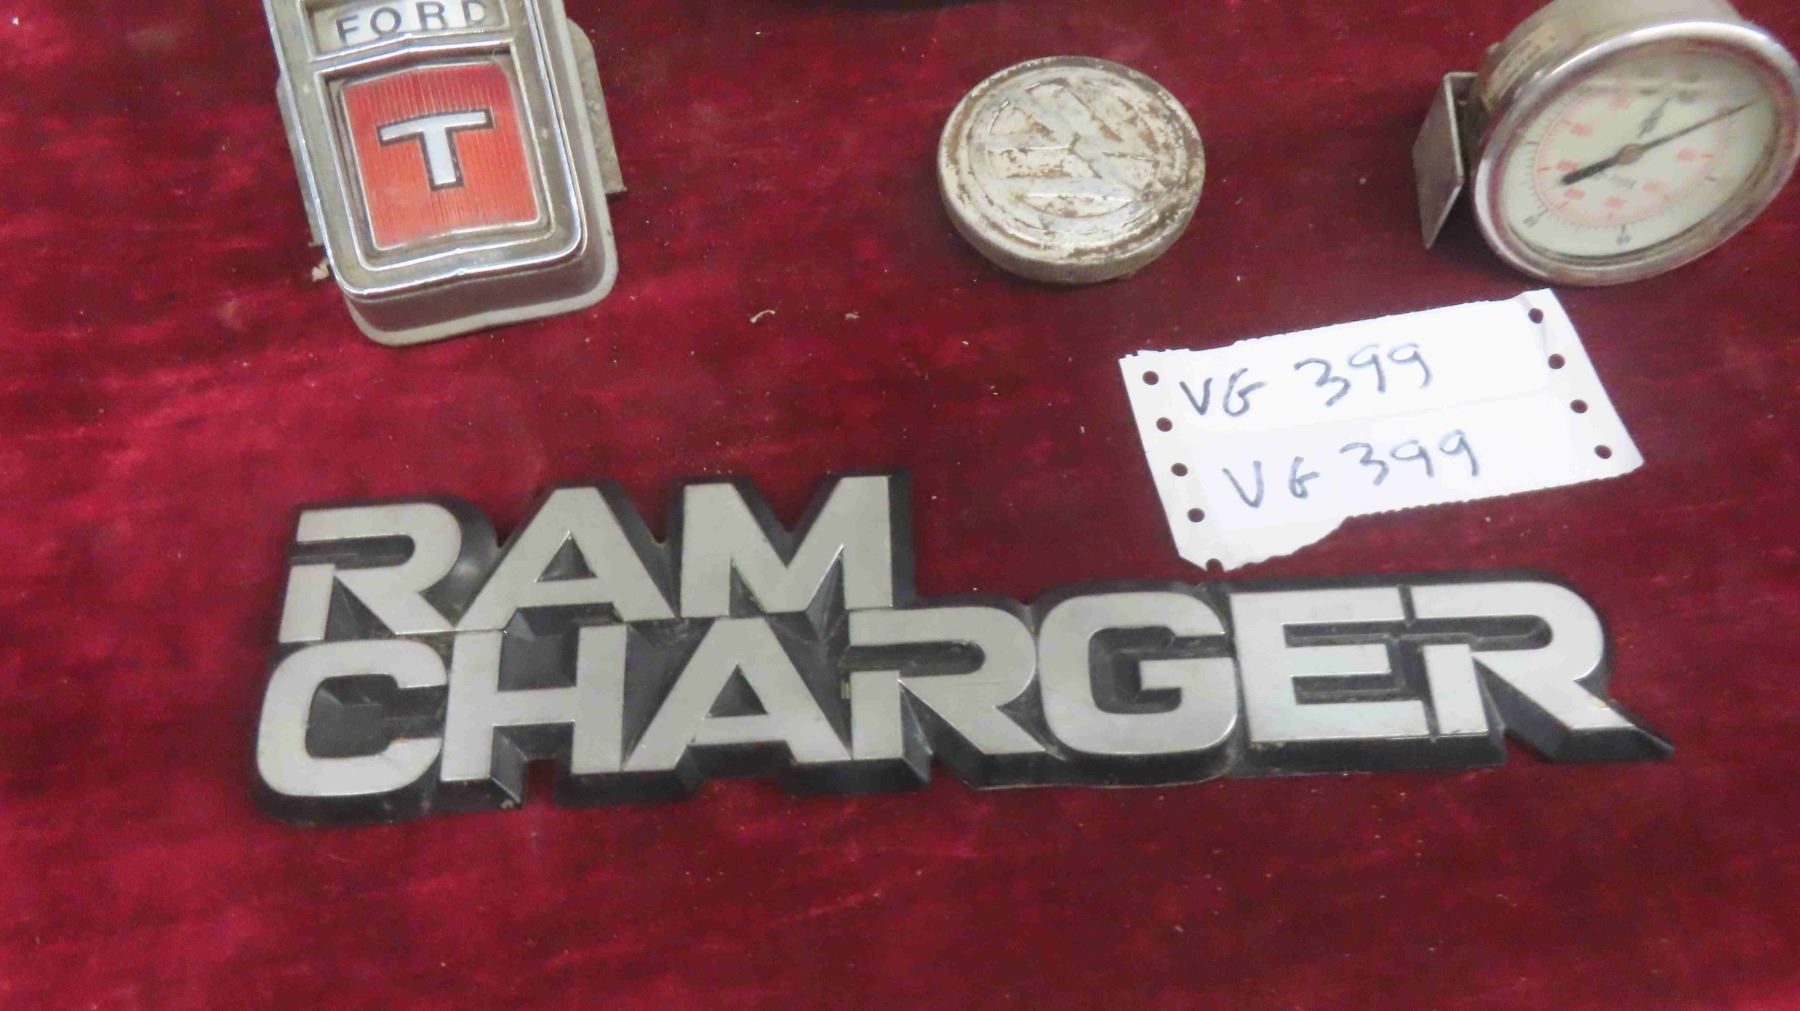 FORD
T
VG 399
VG 399
RAM
CHARGER